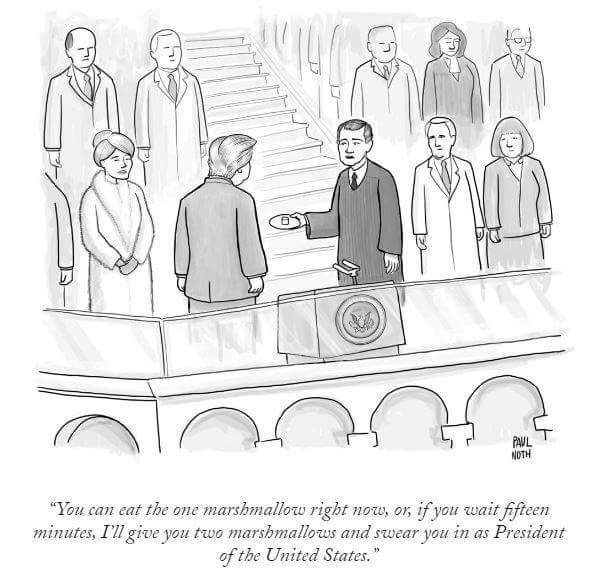 PAUL
NOTH
“You can eat the one marshmallow right now, or, if you wait fifteen
minutes, I’ll give you two marshmallows and swear you in as President
of the United States.”